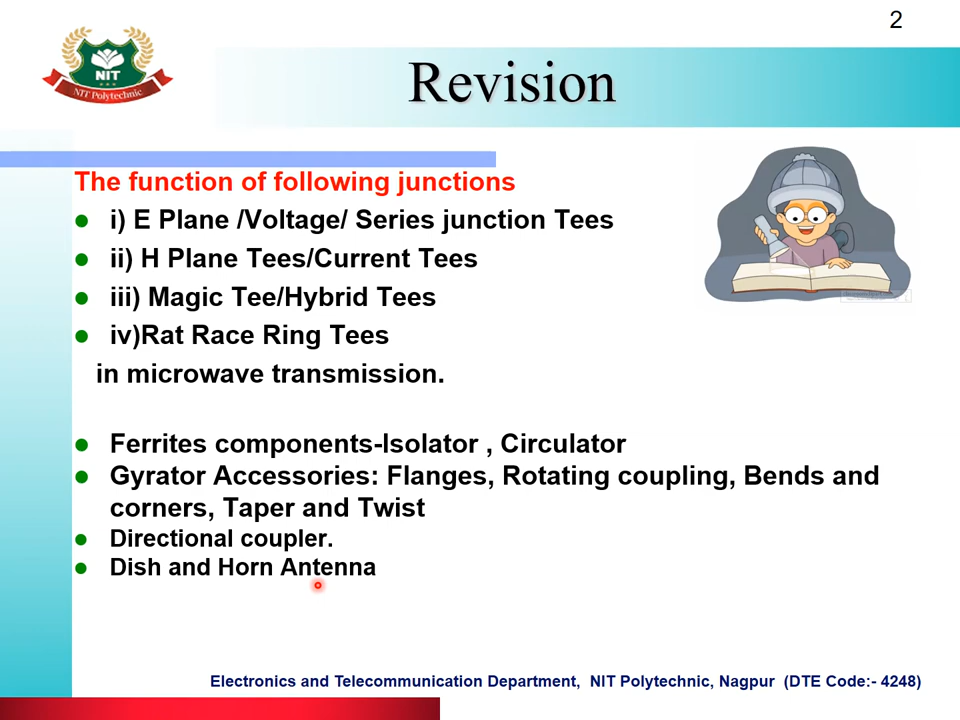 2
NIT
NIT Polytechnic
Revision
The function of following junctions
i) E Plane /Voltage/ Series junction Tees
ii) H Plane Tees/Current Tees
iii) Magic Tee/Hybrid Tees
iv)Rat Race Ring Tees
in microwave transmission.
Ferrites components-Isolator , Circulator
Gyrator Accessories: Flanges, Rotating coupling, Bends and
corners, Taper and Twist
Directional coupler.
Dish and Horn Antenna
Electronics and Telecommunication Department, NIT Polytechnic, Nagpur (DTE Code:- 4248)